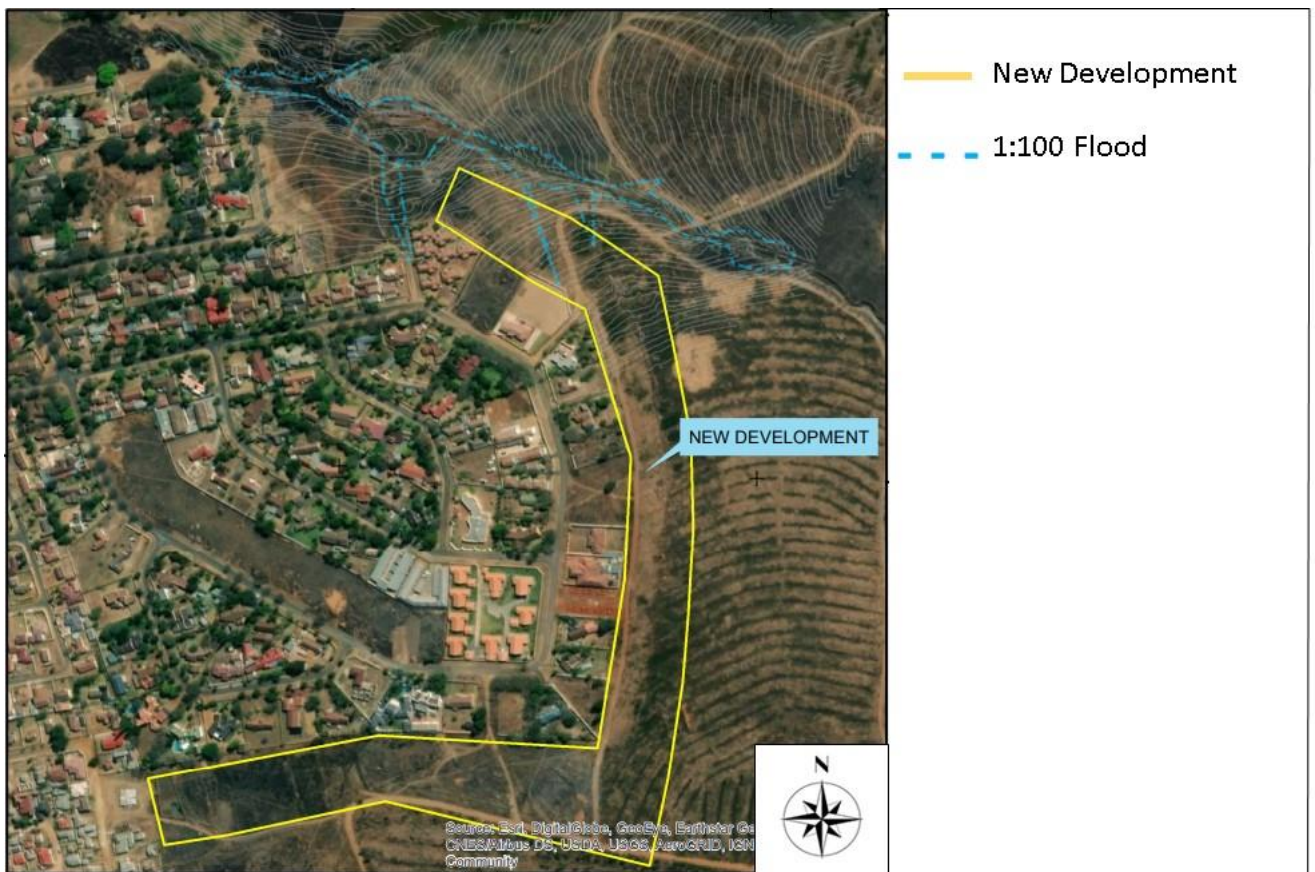 New Development
1:100 Flood
NEW DEVELOPMENT
N
Source: Esri, DigitalGlobe, GeoEye, Earthstar Ge
CNES/Airbus DS, USDA, USGS, AeroGRID, IGN
Community